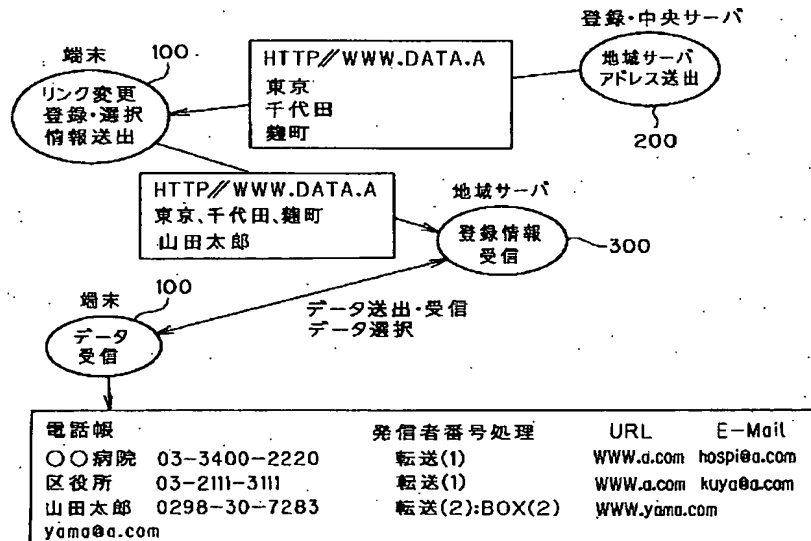 登録・中央サーバ
地域サーバ
アドレス送出
200
HTTP//WWW.DATA.A
東京
千代田
麹町
端末
100
リンク変更
登録・選択
情報送出
HTTP//WWW.DATA.A
東京、千代田、麹町
山田太郎
地域サーバ
登録情報
受信
300
データ送出・受信
データ選択
端末
100
データ
受信
電話帳 発信者番号処理 URL E-Mail
〇〇病院 03-3400-2220 転送(1) WWW.a.com hospi@a.com
区役所 03-2111-3111 転送(1) WWW.a.com kuya@a.com
山田太郎 0298-30-7283 転送(2):BOX(2) WWW.yama.com
yama@a.com